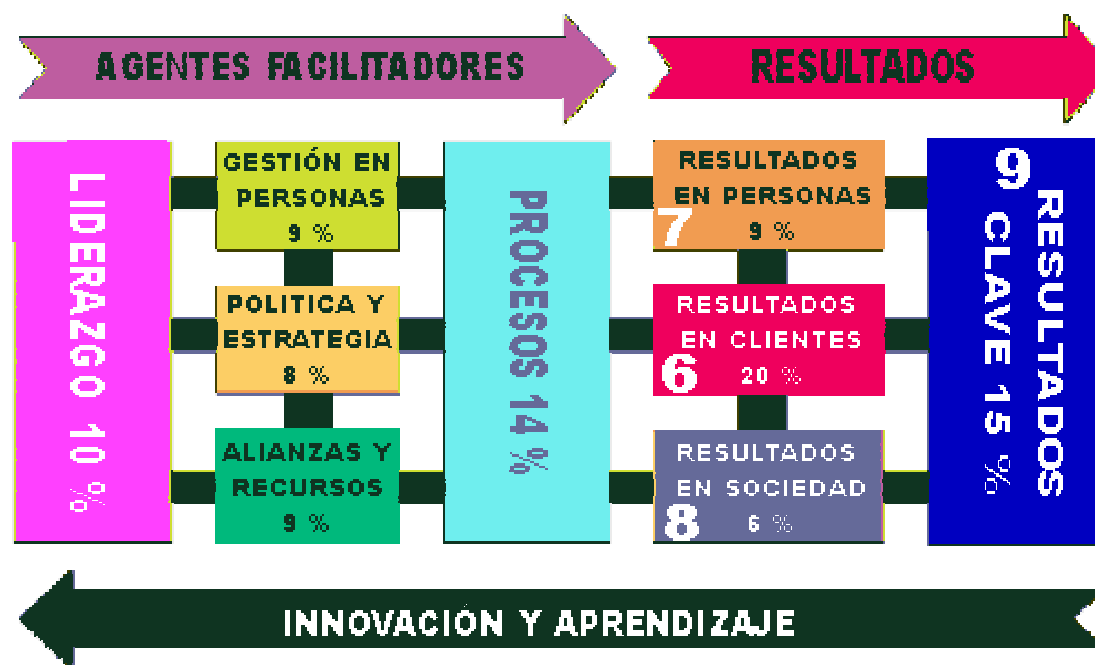 AGENTES FACILITADORES
RESULTADOS
LIDERAZGO 10 %
GESTIÓN EN
PERSONAS
9 %
POLITICA Y
ESTRATEGIA
8 %
ALIANZAS Y
RECURSOS
9 %
PROCESOS 14 %
RESULTADOS
EN PERSONAS
7 9 %
RESULTADOS
EN CLIENTES
6 20 %
RESULTADOS
EN SOCIEDAD
8 6 %
9
RESULTADOS
CLAVE 15 %
INNOVACIÓN Y APRENDIZAJE